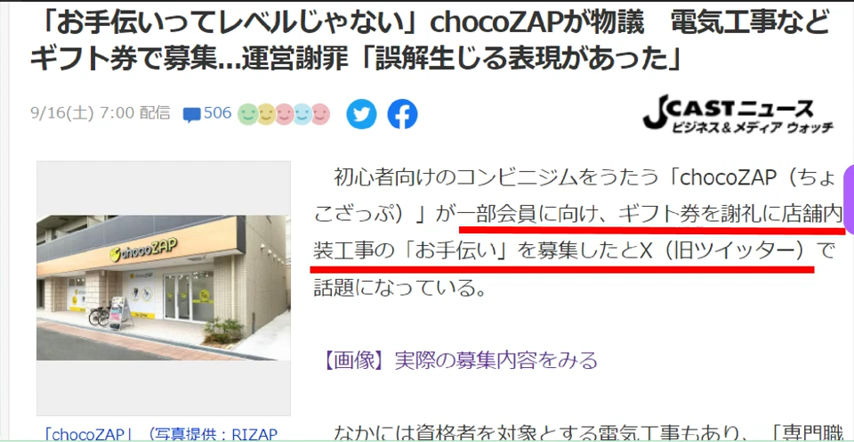 「お手伝いってレベルじゃない」chocoZAPが物議　電気工事など
ギフト券で募集…運営謝罪「誤解生じる表現があった」
9/16(土) 7:00 配信
506
J CASTニュース
ビジネス＆メディア ウォッチ
初心者向けのコンビニジムをうたう「chocoZAP（ちょ
こざっぷ）」が一部会員に向け、ギフト券を謝礼に店舗内
装工事の「お手伝い」を募集したとX（旧ツイッター）で
話題になっている。
chocoZAP
【画像】実際の募集内容をみる
「chocoZAP」（写真提供：RIZAP
なかには資格者を対象とする電気工事もあり、「専門職